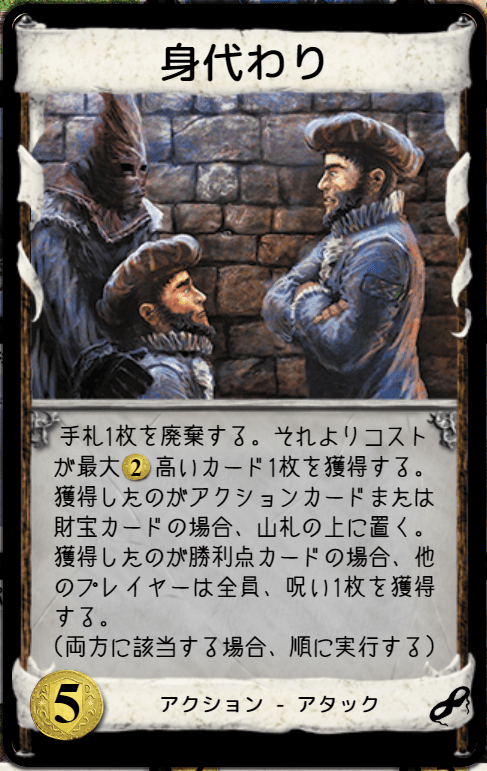 身代わり
手札1枚を廃棄する。それよりコスト
が最大2高いカード1枚を獲得する。
獲得したのがアクションカードまたは
財宝カードの場合、山札の上に置く。
獲得したのが勝利点カードの場合、他
のプレイヤーは全員、呪い1枚を獲得
する。
(両方に該当する場合、順に実行する)
5
アクション - アタック